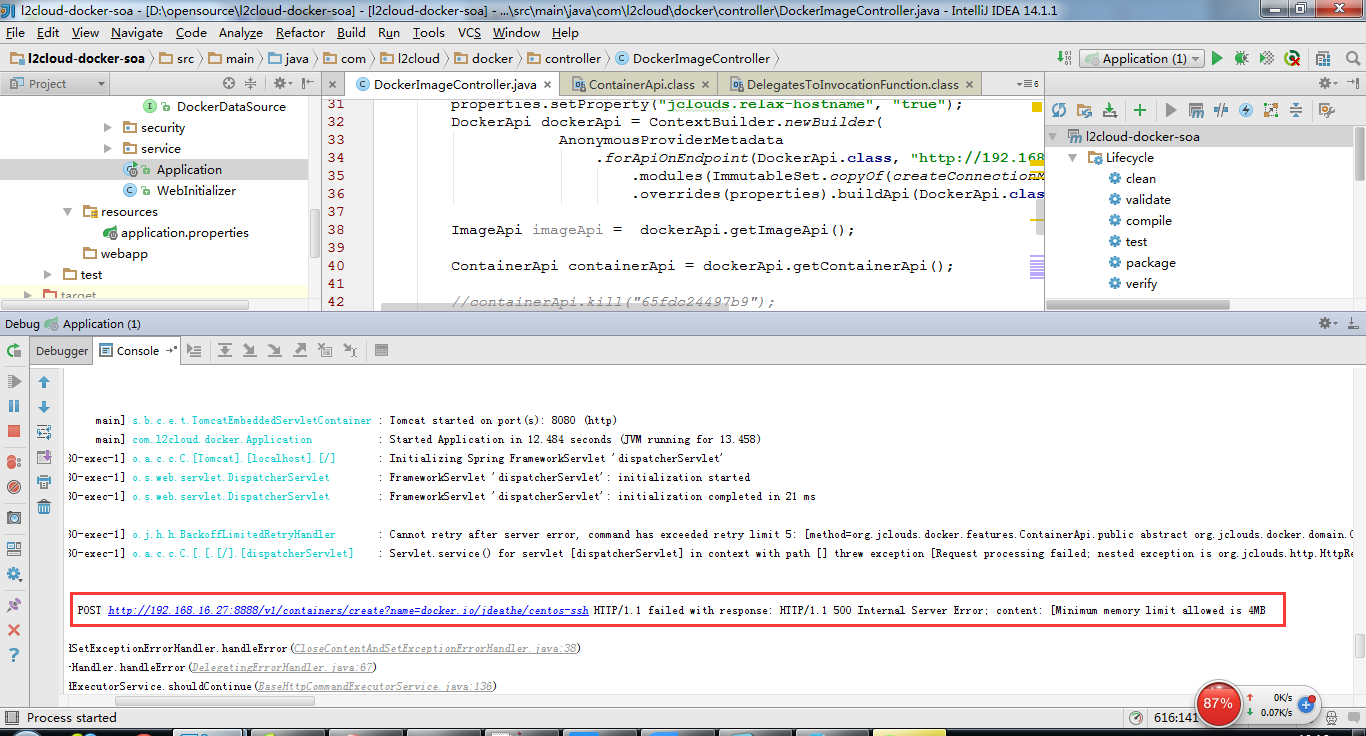 l2cloud-docker-soa - [D:\opensource\l2cloud-docker-soa] - [l2cloud-docker-soa] - ...\src\main\java\com\l2cloud\docker\controller\DockerImageController.java - IntelliJ IDEA 14.1.1
File Edit View Navigate Code Analyze Refactor Build Run Tools VCS Window Help
l2cloud-docker-soa src main java com l2cloud docker controller DockerImageController Application (1)
Project DockerImageController.java ContainerApi.class DelegatesToInvocationFunction.class 6
DockerDataSource
security
service
Application
WebInitializer
resources
application.properties
webapp
test
target
31 properties.setProperty("jclouds.relax-hostname", "true");
32 DockerApi dockerApi = ContextBuilder.newBuilder(
33 AnonymousProviderMetadata
34 .forApiOnEndpoint(DockerApi.class, "http://192.168
35 .modules(ImmutableSet.copyOf(createConnectionM
36 .overrides(properties).buildApi(DockerApi.clas
37
38 ImageApi imageApi = dockerApi.getImageApi();
39
40 ContainerApi containerApi = dockerApi.getContainerApi();
41
42 //containerApi.kill("65fdc24497b9");
l2cloud-docker-soa
Lifecycle
clean
validate
compile
test
package
verify
Debug Application (1)
Debugger Console
main] s.b.c.e.t.TomcatEmbeddedServletContainer : Tomcat started on port(s): 8080 (http)
main] com.l2cloud.docker.Application : Started Application in 12.484 seconds (JVM running for 13.458)
80-exec-1] o.a.c.c.C.[Tomcat].[localhost].[/] : Initializing Spring FrameworkServlet 'dispatcherServlet'
80-exec-1] o.s.web.servlet.DispatcherServlet : FrameworkServlet 'dispatcherServlet': initialization started
80-exec-1] o.s.web.servlet.DispatcherServlet : FrameworkServlet 'dispatcherServlet': initialization completed in 21 ms
80-exec-1] o.j.h.h.BackoffLimitedRetryHandler : Cannot retry after server error, command has exceeded retry limit 5: [method=org.jclouds.docker.features.ContainerApi.public abstract org.jclouds.docker.domain.C
80-exec-1] o.a.c.c.C.[.[.[/].[dispatcherServlet] : Servlet.service() for servlet [dispatcherServlet] in context with path [] threw exception [Request processing failed; nested exception is org.jclouds.http.HttpRe
POST http://192.168.16.27:8888/v1/containers/create?name=docker.io/jdeathe/centos-ssh HTTP/1.1 failed with response: HTTP/1.1 500 Internal Server Error; content: [Minimum memory limit allowed is 4MB
dSetExceptionErrorHandler.handleError(CloseContentAndSetExceptionErrorHandler.java:38)
rHandler.handleError(DelegatingErrorHandler.java:67)
dExecutorService.shouldContinue(BaseHttpCommandExecutorService.java:136)
87% 0K/s
0.07K/s
Process started 616:141